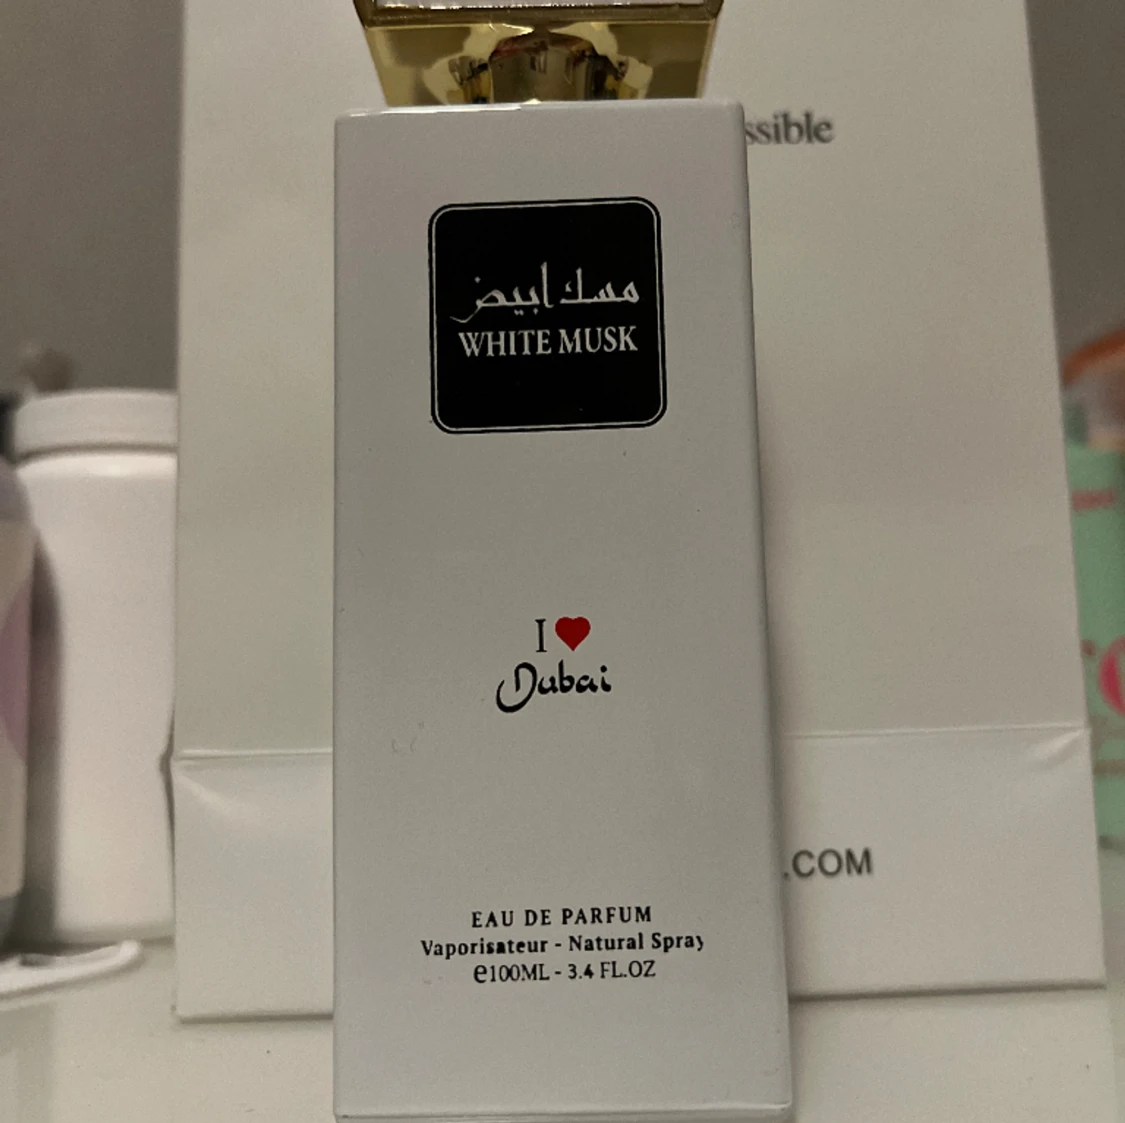 ssible
مسك ابيض
WHITE MUSK
I ❤
Dubai
.COM
EAU DE PARFUM
Vaporisateur - Natural Spray
e100ML - 3.4 FL.OZ